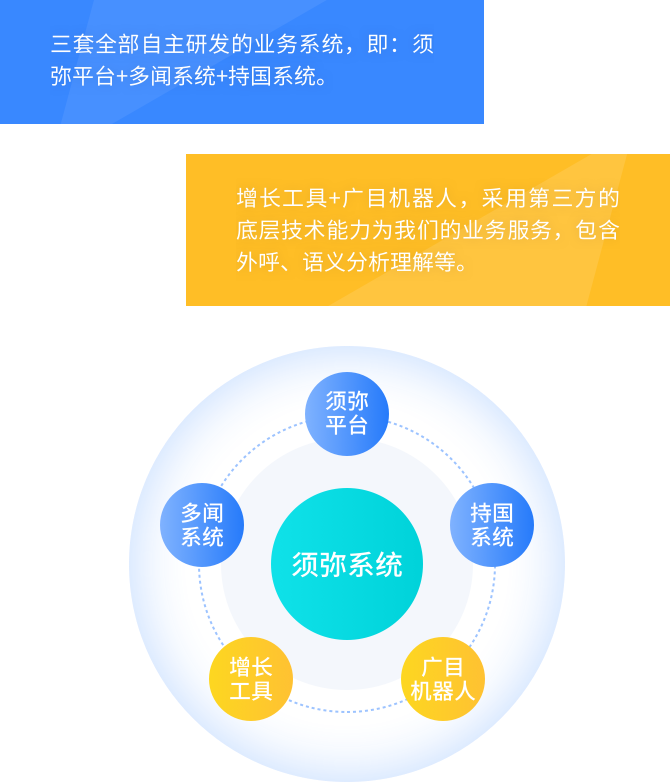 三套全部自主研发的业务系统，即：须
弥平台+多闻系统+持国系统。
增长工具+广目机器人，采用第三方的
底层技术能力为我们的业务服务，包含
外呼、语义分析理解等。
须弥
平台
多闻
系统
持国
系统
须弥系统
增长
工具
广目
机器人